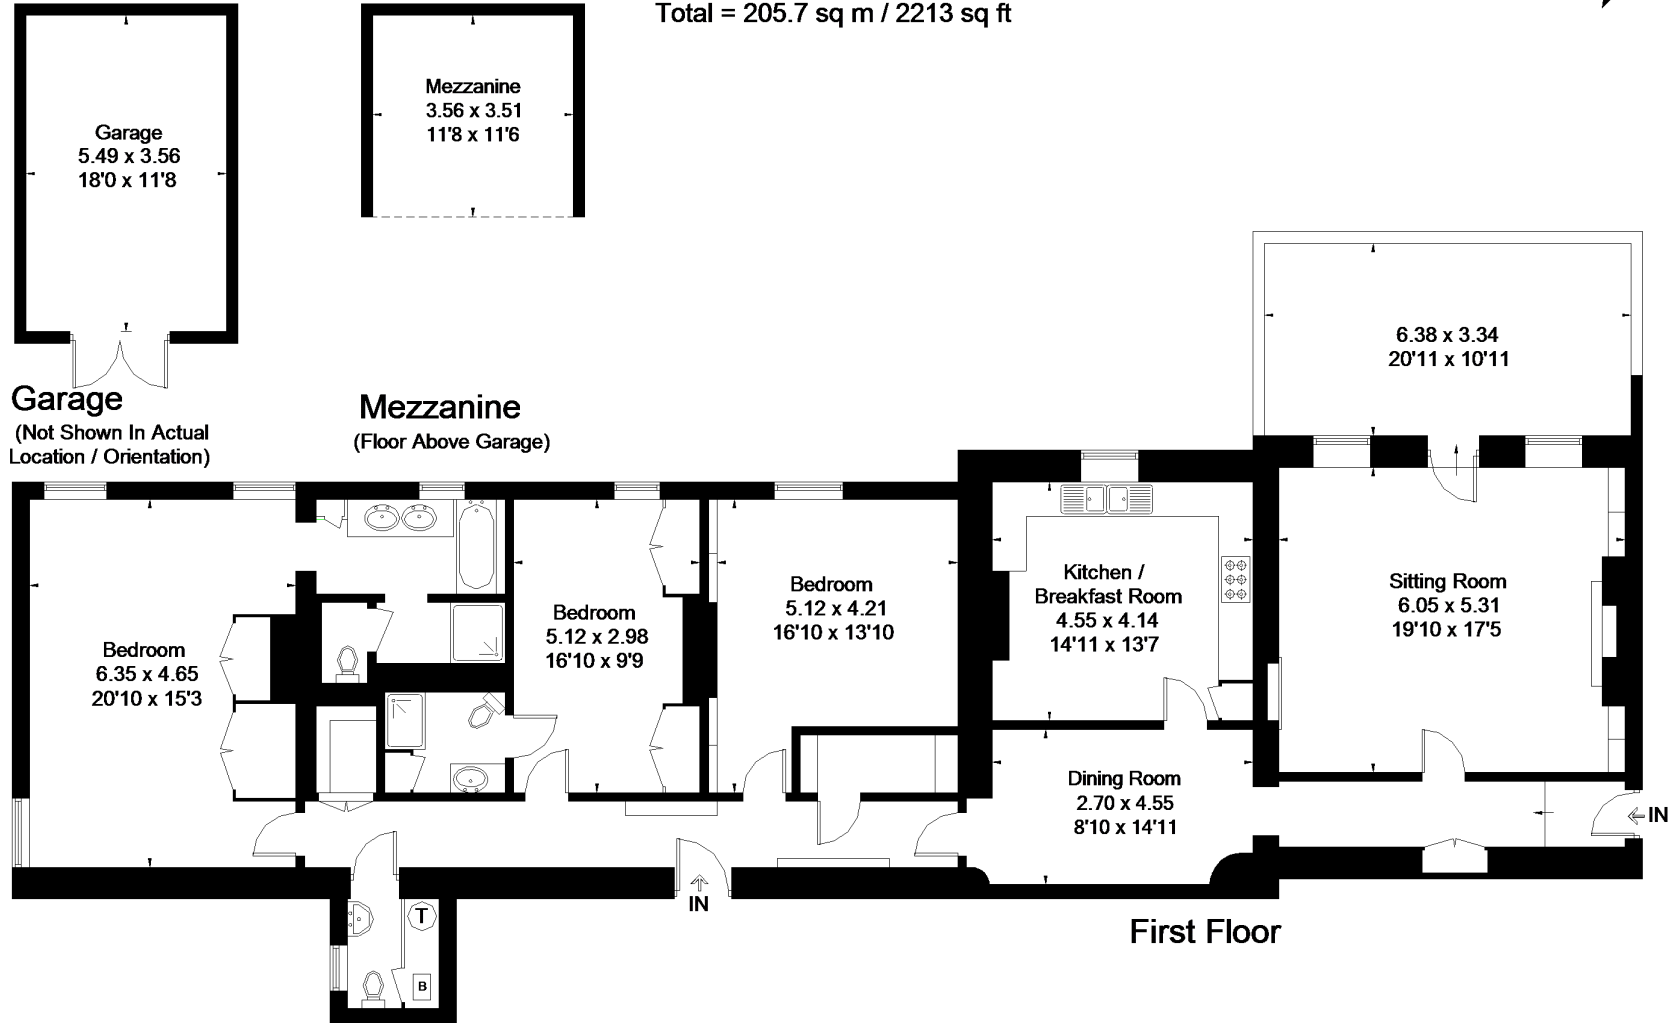 Total = 205.7 sq m / 2213 sq ft
Garage
5.49 x 3.56
18'0 x 11'8
Mezzanine
3.56 x 3.51
11'8 x 11'6
Garage
(Not Shown In Actual
Location / Orientation)
Mezzanine
(Floor Above Garage)
6.38 x 3.34
20'11 x 10'11
Bedroom
6.35 x 4.65
20'10 x 15'3
Bedroom
5.12 x 2.98
16'10 x 9'9
Bedroom
5.12 x 4.21
16'10 x 13'10
Kitchen /
Breakfast Room
4.55 x 4.14
14'11 x 13'7
Sitting Room
6.05 x 5.31
19'10 x 17'5
Dining Room
2.70 x 4.55
8'10 x 14'11
IN
IN
T
B
First Floor